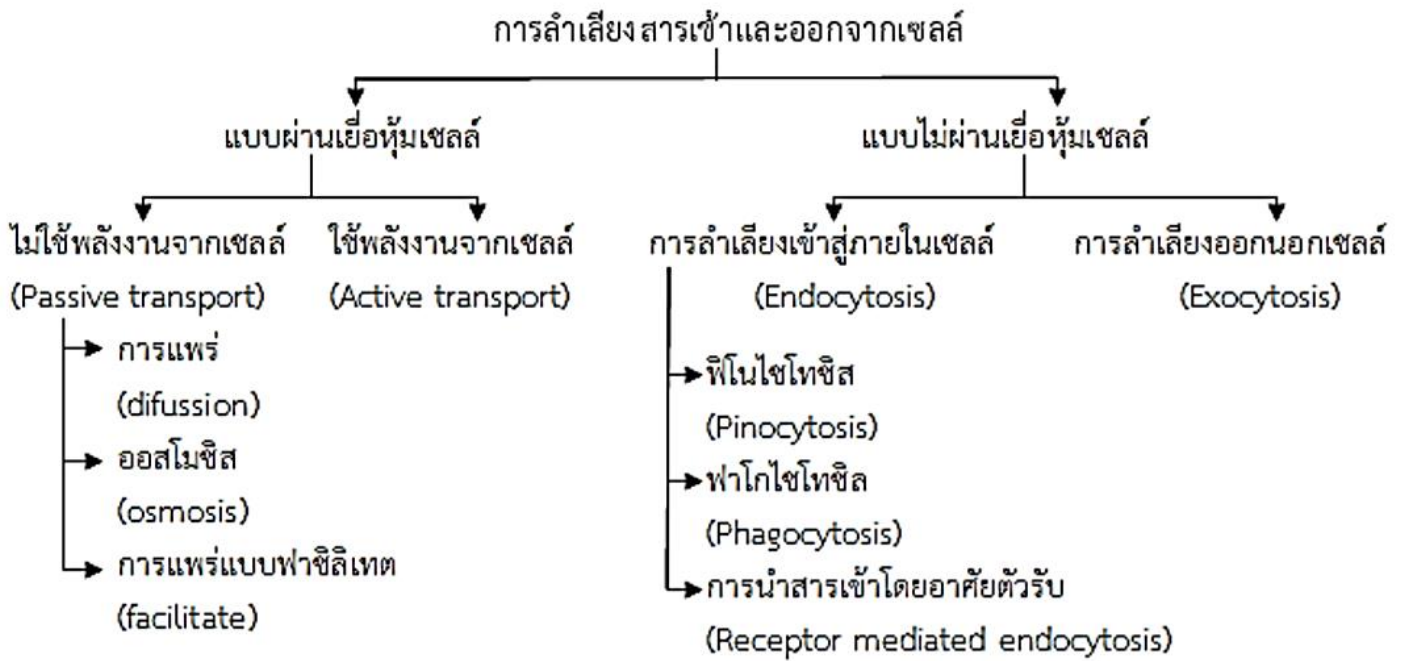 การลำเลียงสารเข้าและออกจากเซลล์
แบบผ่านเยื่อหุ้มเซลล์
แบบไม่ผ่านเยื่อหุ้มเซลล์
ไม่ใช้พลังงานจากเซลล์
(Passive transport)
ใช้พลังงานจากเซลล์
(Active transport)
การลำเลียงเข้าสู่ภายในเซลล์
(Endocytosis)
การลำเลียงออกนอกเซลล์
(Exocytosis)
การแพร่
(difussion)
ออสโมซิส
(osmosis)
การแพร่แบบฟาซิลิเทต
(facilitate)
ฟิโนไซโทซิส
(Pinocytosis)
ฟาโกไซโทซิล
(Phagocytosis)
การนำสารเข้าโดยอาศัยตัวรับ
(Receptor mediated endocytosis)